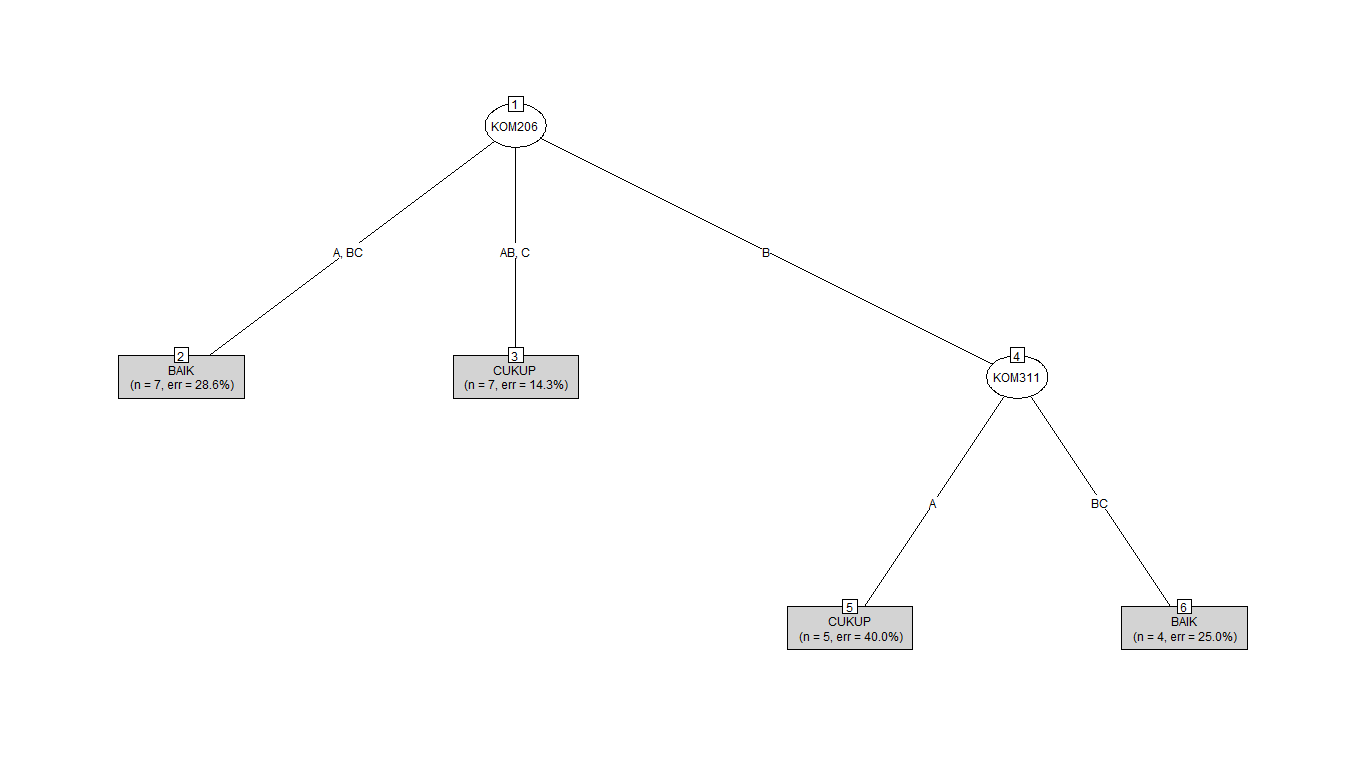 1
KOM206
A, BC
AB, C
B
2
BAIK
(n = 7, err = 28.6%)
3
CUKUP
(n = 7, err = 14.3%)
4
KOM311
A
BC
5
CUKUP
(n = 5, err = 40.0%)
6
BAIK
(n = 4, err = 25.0%)